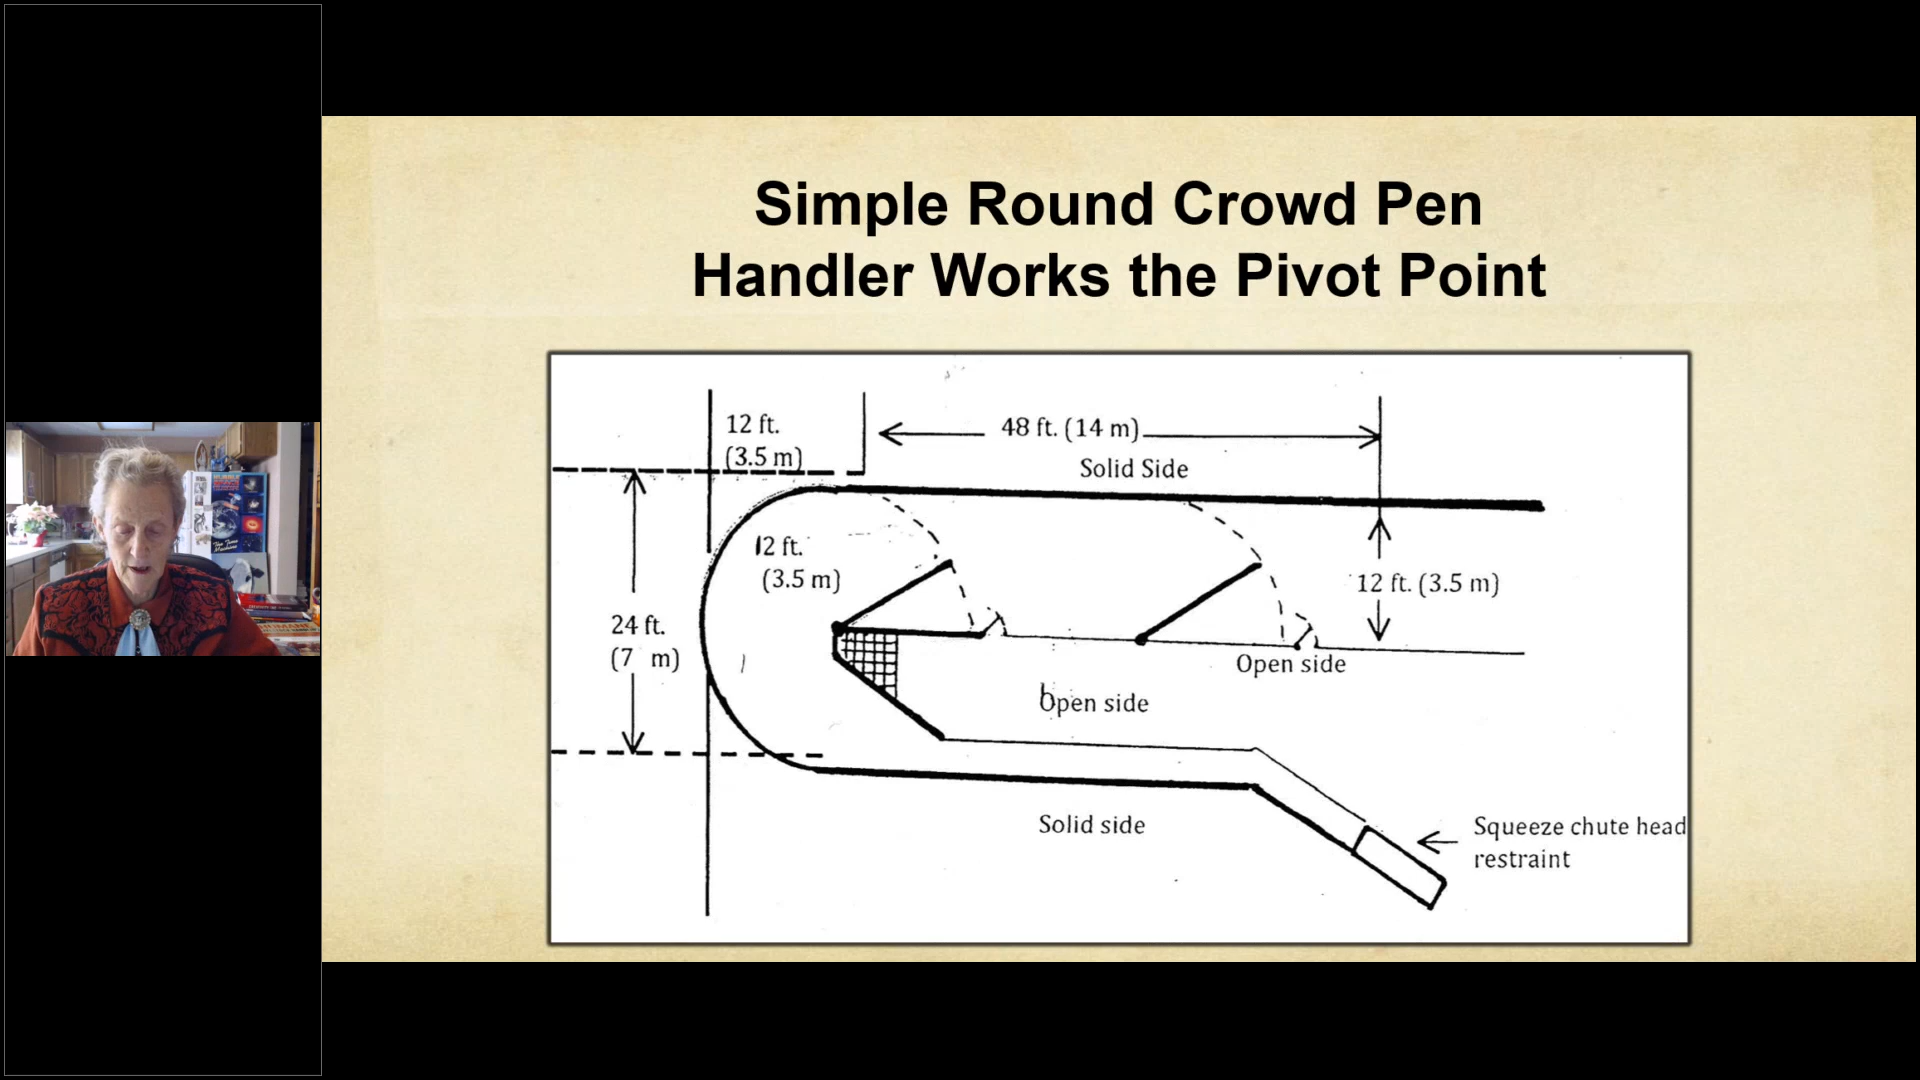 Simple Round Crowd Pen
Handler Works the Pivot Point
12 ft.
(3.5 m)
48 ft. (14 m)
Solid Side
12 ft.
(3.5 m)
12 ft. (3.5 m)
24 ft.
(7 m)
Open side
Open side
Solid side
Squeeze chute head
restraint